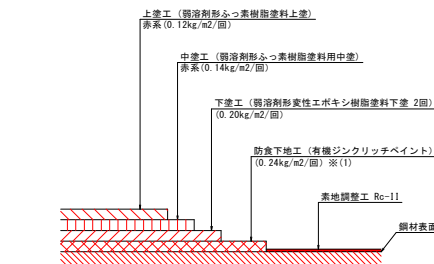 上塗工 (弱溶剤形ふっ素樹脂塗料上塗)
赤系(0.12kg/m2/回)
中塗工 (弱溶剤形ふっ素樹脂塗料用中塗)
赤系(0.14kg/m2/回)
下塗工 (弱溶剤形変性エポキシ樹脂塗料下塗 2回)
(0.20kg/m2/回)
防食下地工 (有機ジンクリッチペイント)
(0.24kg/m2/回) ※(1)
素地調整工 Rc-II
鋼材表面